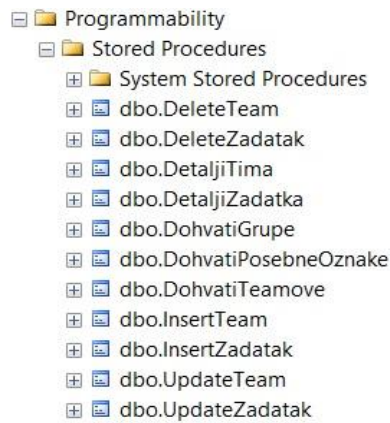 Programmability
Stored Procedures
System Stored Procedures
dbo.DeleteTeam
dbo.DeleteZadatak
dbo.DetaljiTima
dbo.DetaljiZadatka
dbo.DohvatiGrupe
dbo.DohvatiPosebneOznake
dbo.DohvatiTeamove
dbo.InsertTeam
dbo.InsertZadatak
dbo.UpdateTeam
dbo.UpdateZadatak